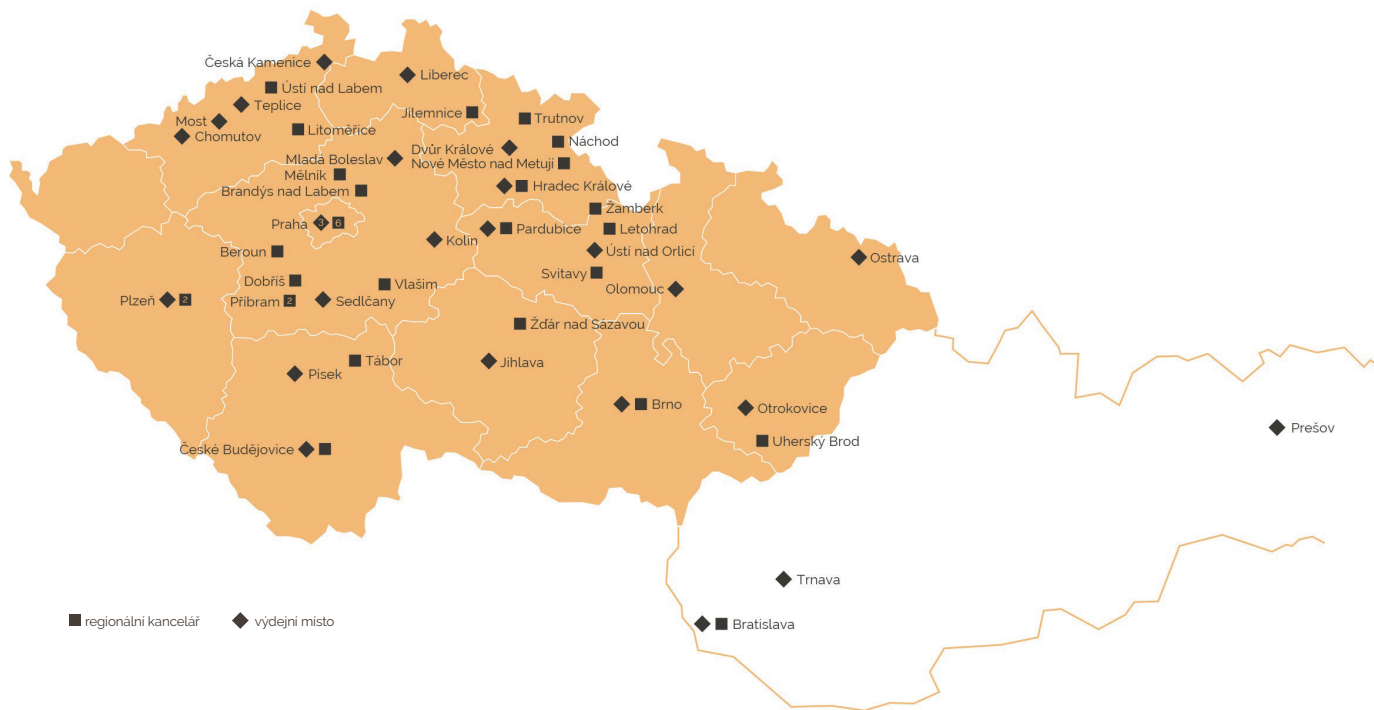 Česká Kamenice
Liberec
Ústí nad Labem
Teplice
Most
Chomutov
Litoměřice
Jilemnice
Trutnov
Náchod
Dvůr Králové
Nové Město nad Metují
Mladá Boleslav
Mělník
Brandýs nad Labem
Hradec Králové
Žamberk
Praha 3 6
Pardubice
Letohrad
Kolín
Beroun
Ústí nad Orlicí
Ostrava
Svitavy
Dobříš
Vlašim
Olomouc
Plzeň 2
Příbram 2
Sedlčany
Žďár nad Sázavou
Tábor
Jihlava
Písek
Brno
Otrokovice
Prešov
Uherský Brod
České Budějovice
Trnava
regionální kancelář
výdejní místo
Bratislava